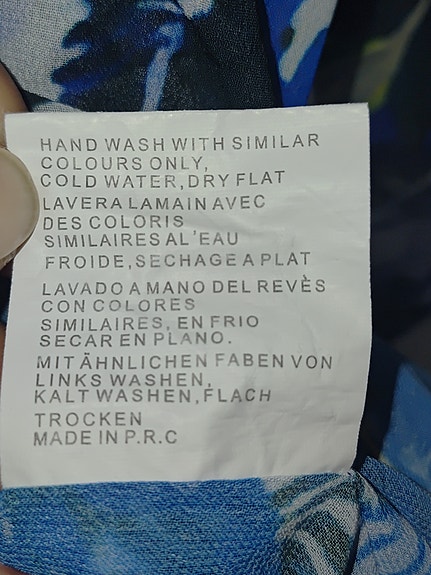 HAND WASH WITH SIMILAR
COLOURS ONLY,
COLD WATER,DRY FLAT
LAVERA LAMAIN AVEC
DES COLORIS
SIMILAIRES AL'EAU
FROIDE,SECHAGE A PLAT
LAVADO A MANO DEL REVÈS
CON COLORES
SIMILAIRES, EN FRIO
SECAR EN PLANO.
MIT ÄHNLICHEN FABEN VON
LINKS WASHEN,
KALT WASHEN,FLACH
TROCKEN
MADE IN P.R.C